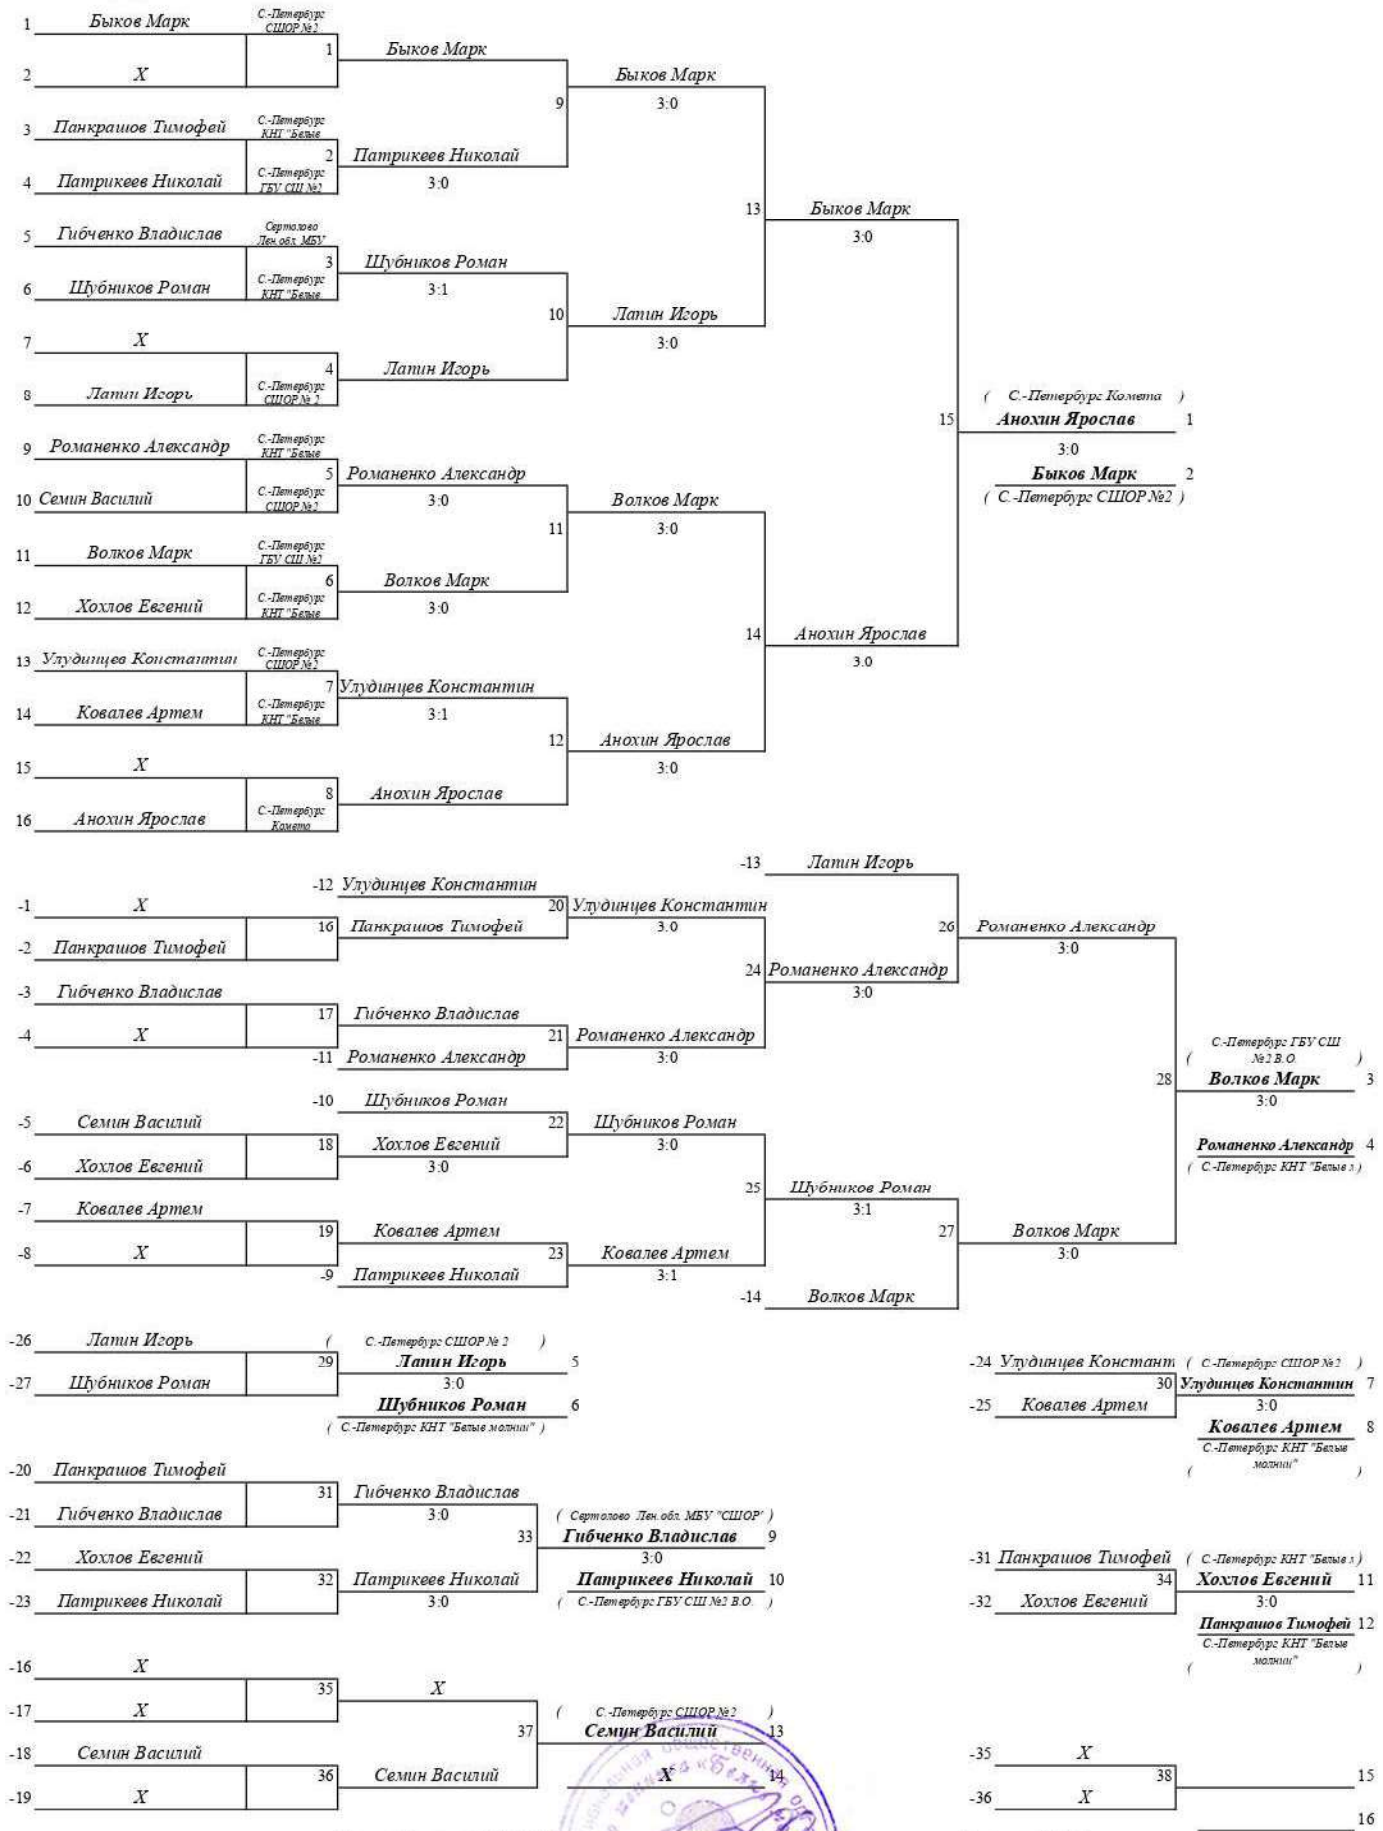 1 Быков Марк С.-Петербург СШОР №2
1 Быков Марк
2 X
Быков Марк
9 3:0
3 Панкрашов Тимофей С.-Петербург КНТ "Белые
2 Патрикеев Николай
4 Патрикеев Николай С.-Петербург ГБУ СШ №2
3:0
13 Быков Марк
3:0
5 Гибченко Владислав Сертолово Лен.обл. МБУ
3 Шубников Роман
6 Шубников Роман С.-Петербург КНТ "Белые
3:1
10 Лапин Игорь
3:0
7 X
4 Лапин Игорь
8 Лапин Игорь С.-Петербург СШОР № 2
( С.-Петербург Комета )
15 Анохин Ярослав 1
3:0
Быков Марк 2
( С.-Петербург СШОР №2 )
9 Романенко Александр С.-Петербург КНТ "Белые
5 Романенко Александр
10 Семин Василий С.-Петербург СШОР №2
3:0
11 Волков Марк
3:0
11 Волков Марк С.-Петербург ГБУ СШ №2
6 Волков Марк
12 Хохлов Евгений С.-Петербург КНТ "Белые
3:0
14 Анохин Ярослав
3:0
13 Улудинцев Константин С.-Петербург СШОР №2
7 Улудинцев Константин
14 Ковалев Артем С.-Петербург КНТ "Белые
3:1
12 Анохин Ярослав
3:0
15 X
8 Анохин Ярослав
16 Анохин Ярослав С.-Петербург Комета
-13 Лапин Игорь
-12 Улудинцев Константин
-1 X
20 Улудинцев Константин
3:0
16 Панкрашов Тимофей
-2 Панкрашов Тимофей
26 Романенко Александр
3:0
24 Романенко Александр
3:0
-3 Гибченко Владислав
17 Гибченко Владислав
-4 X
21 Романенко Александр
3:0
-11 Романенко Александр
С.-Петербург ГБУ СШ
( №2 В.О. )
28 Волков Марк 3
3:0
-10 Шубников Роман
-5 Семин Василий
22 Шубников Роман
3:0
18 Хохлов Евгений
3:0
-6 Хохлов Евгений
Романенко Александр 4
( С.-Петербург КНТ "Белые л )
25 Шубников Роман
3:1
-7 Ковалев Артем
19 Ковалев Артем
-8 X
23 Ковалев Артем
3:1
-9 Патрикеев Николай
27 Волков Марк
3:0
-14 Волков Марк
-26 Лапин Игорь ( С.-Петербург СШОР № 2 )
29 Лапин Игорь 5
3:0
-27 Шубников Роман
Шубников Роман 6
( С.-Петербург КНТ "Белые молнии" )
-24 Улудинцев Констант ( С.-Петербург СШОР №2 )
30 Улудинцев Константин 7
3:0
-25 Ковалев Артем
Ковалев Артем 8
С.-Петербург КНТ "Белые
( молнии" )
-20 Панкрашов Тимофей
31 Гибченко Владислав
3:0
-21 Гибченко Владислав
( Сертолово Лен.обл. МБУ "СШОР" )
33 Гибченко Владислав 9
3:0
-22 Хохлов Евгений
32 Патрикеев Николай
3:0
-23 Патрикеев Николай
Патрикеев Николай 10
( С.-Петербург ГБУ СШ №2 В.О. )
-31 Панкрашов Тимофей ( С.-Петербург КНТ "Белые л )
34 Хохлов Евгений 11
3:0
-32 Хохлов Евгений
Панкрашов Тимофей 12
С.-Петербург КНТ "Белые
( молнии" )
-16 X
35 X
-17 X
( С.-Петербург СШОР №2 )
37 Семин Василий 13
-18 Семин Василий
36 Семин Василий
X 14
-19 X
-35 X
38 15
-36 X
16